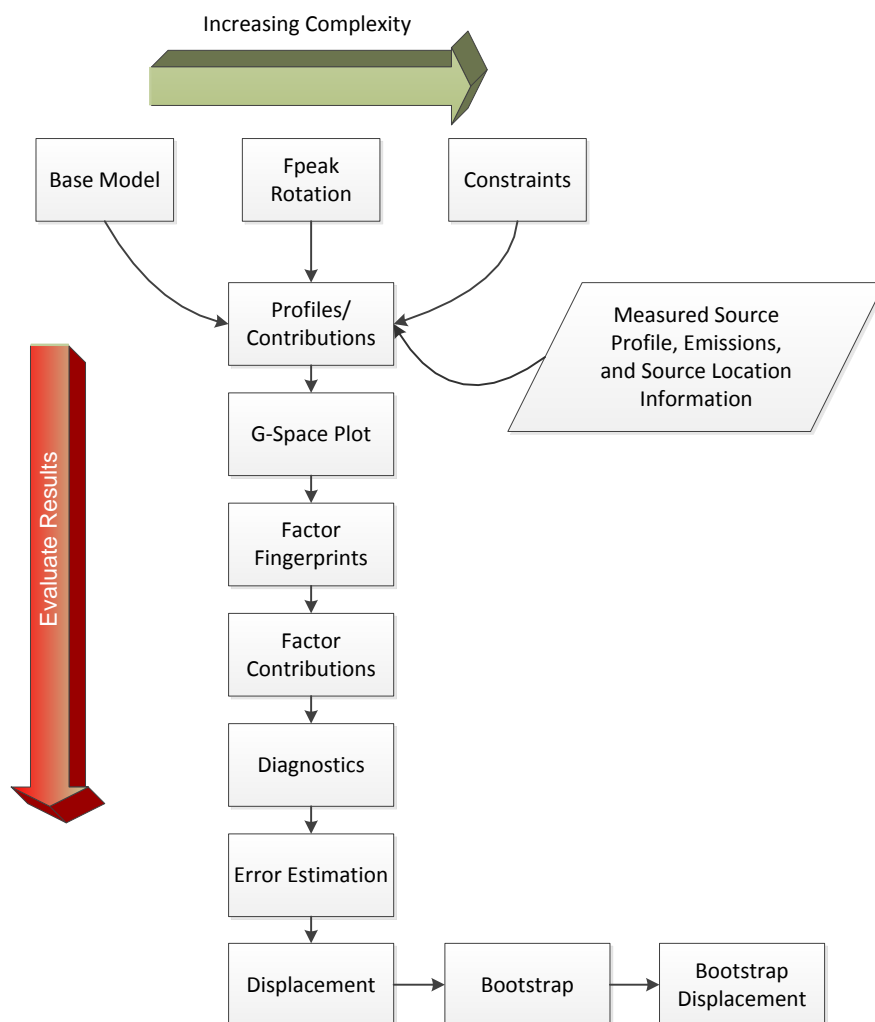 Increasing Complexity
Base Model
Fpeak
Rotation
Constraints
Profiles/
Contributions
Measured Source
Profile, Emissions,
and Source Location
Information
G-Space Plot
Evaluate Results
Factor
Fingerprints
Factor
Contributions
Diagnostics
Error Estimation
Displacement
Bootstrap
Bootstrap
Displacement